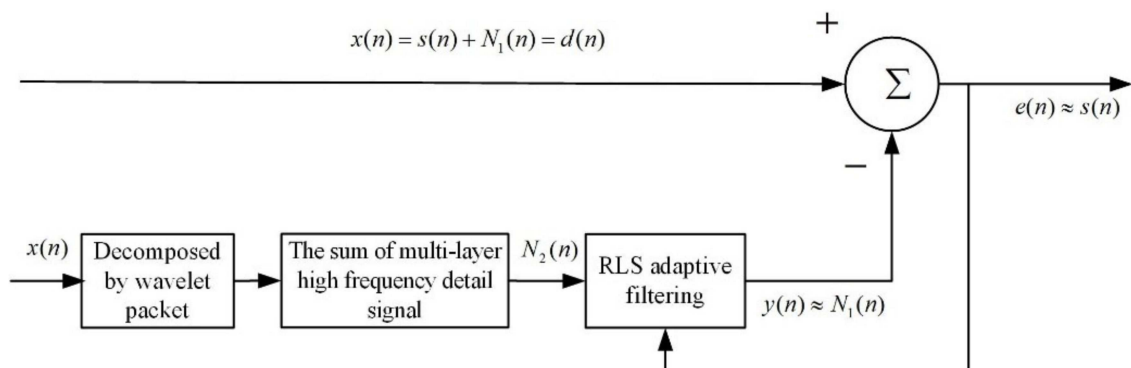 +
x(n) = s(n) + N₁(n) = d(n)
Σ
e(n) ≈ s(n)
−
x(n)
Decomposed
by wavelet
packet
The sum of multi-layer
high frequency detail
signal
N₂(n)
RLS adaptive
filtering
y(n) ≈ N₁(n)